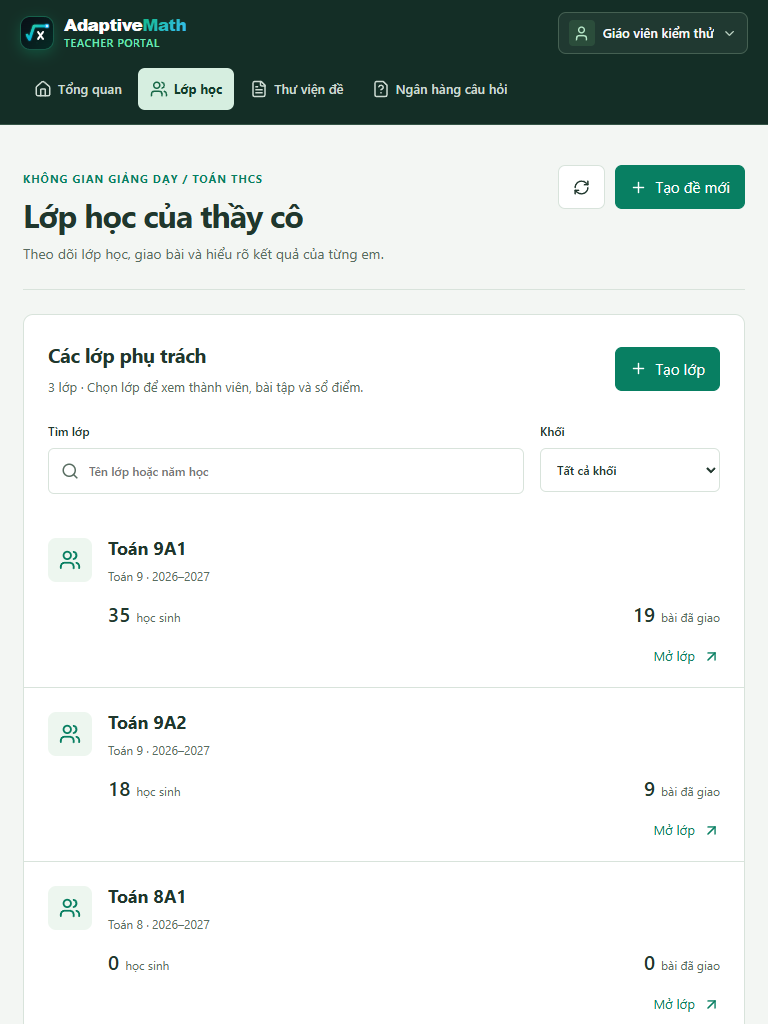 AdaptiveMath
TEACHER PORTAL
Giáo viên kiểm thử
Tổng quan
Lớp học
Thư viện đề
Ngân hàng câu hỏi
KHÔNG GIAN GIẢNG DẠY / TOÁN THCS
Lớp học của thầy cô
Theo dõi lớp học, giao bài và hiểu rõ kết quả của từng em.
Tạo đề mới
Các lớp phụ trách
3 lớp · Chọn lớp để xem thành viên, bài tập và sổ điểm.
Tạo lớp
Tìm lớp
Khối
Tên lớp hoặc năm học
Tất cả khối
Toán 9A1
Toán 9 · 2026–2027
35 học sinh
19 bài đã giao
Mở lớp
Toán 9A2
Toán 9 · 2026–2027
18 học sinh
9 bài đã giao
Mở lớp
Toán 8A1
Toán 8 · 2026–2027
0 học sinh
0 bài đã giao
Mở lớp